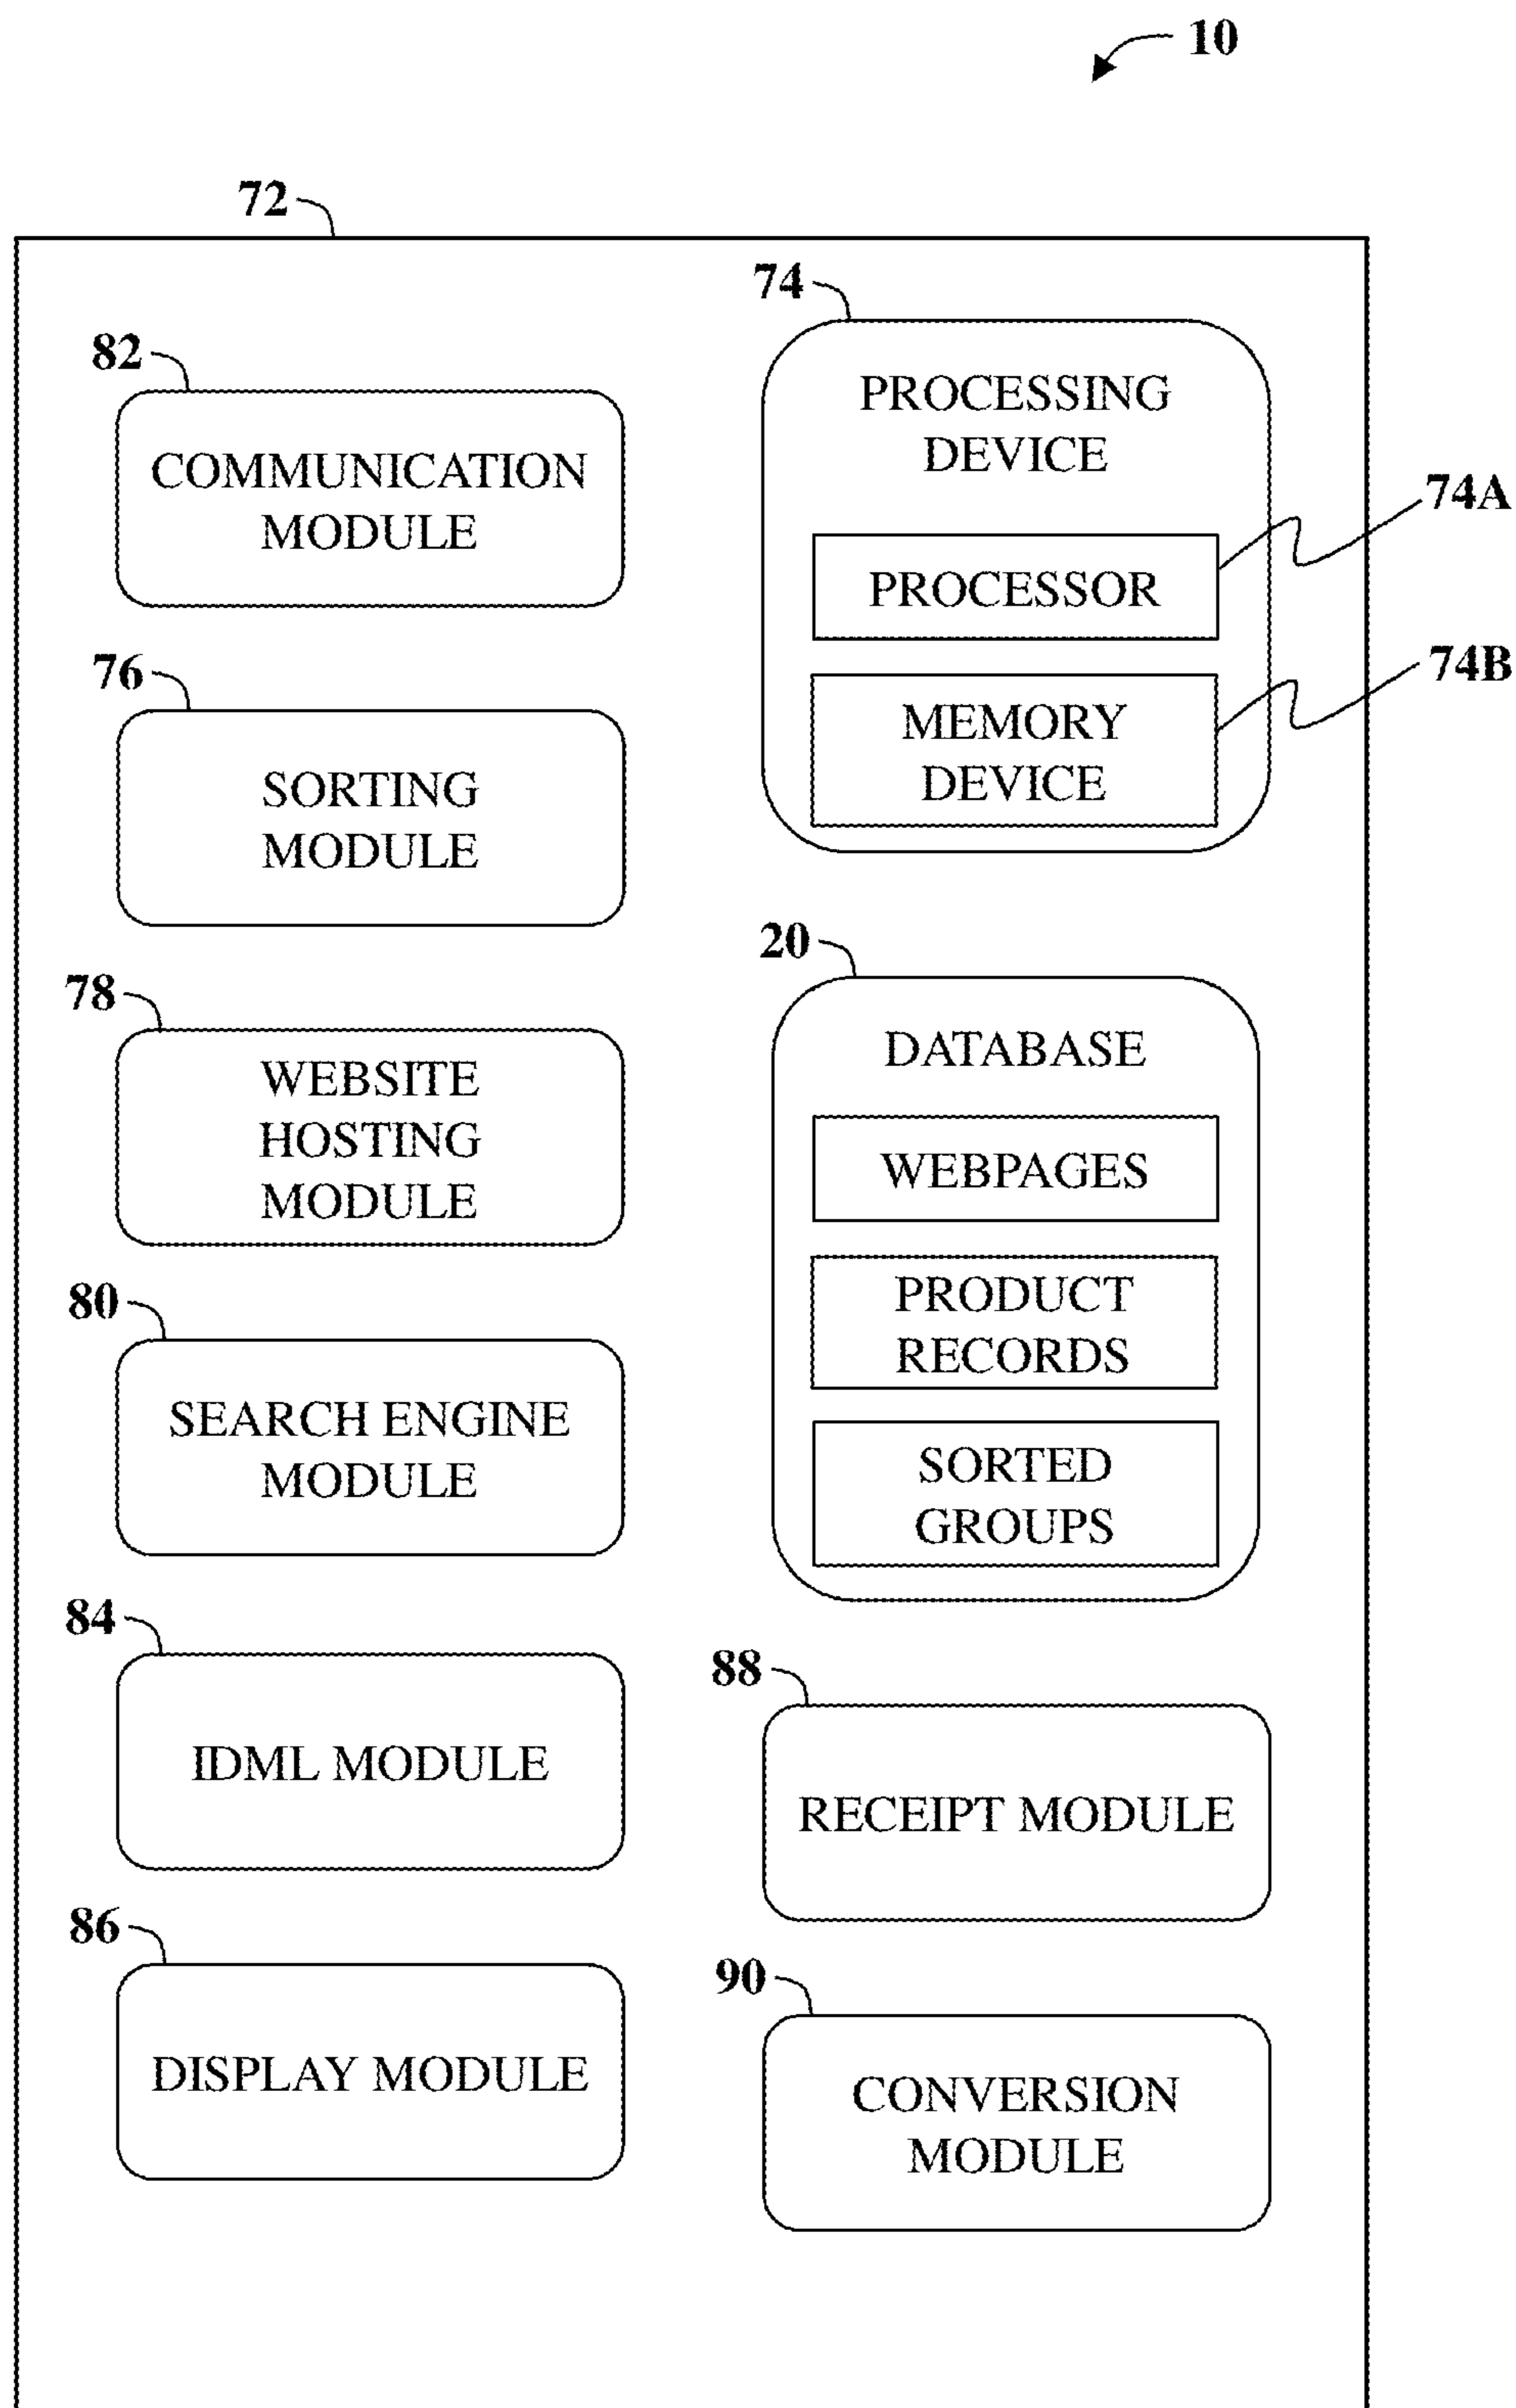 10
72
82
COMMUNICATION
MODULE
76
SORTING
MODULE
78
WEBSITE
HOSTING
MODULE
80
SEARCH ENGINE
MODULE
84
IDML MODULE
86
DISPLAY MODULE
74
PROCESSING
DEVICE
74A
PROCESSOR
74B
MEMORY
DEVICE
20
DATABASE
WEBPAGES
PRODUCT
RECORDS
SORTED
GROUPS
88
RECEIPT MODULE
90
CONVERSION
MODULE